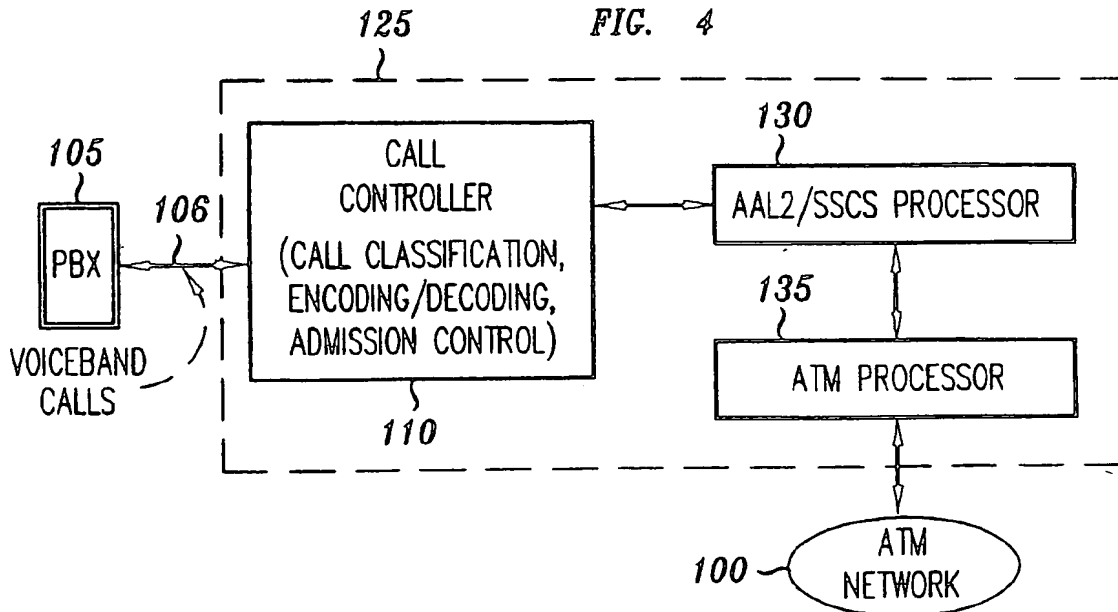 FIG. 4
125
105
PBX
106
VOICEBAND
CALLS
CALL
CONTROLLER
(CALL CLASSIFICATION,
ENCODING/DECODING,
ADMISSION CONTROL)
110
130
AAL2/SSCS PROCESSOR
135
ATM PROCESSOR
100
ATM
NETWORK